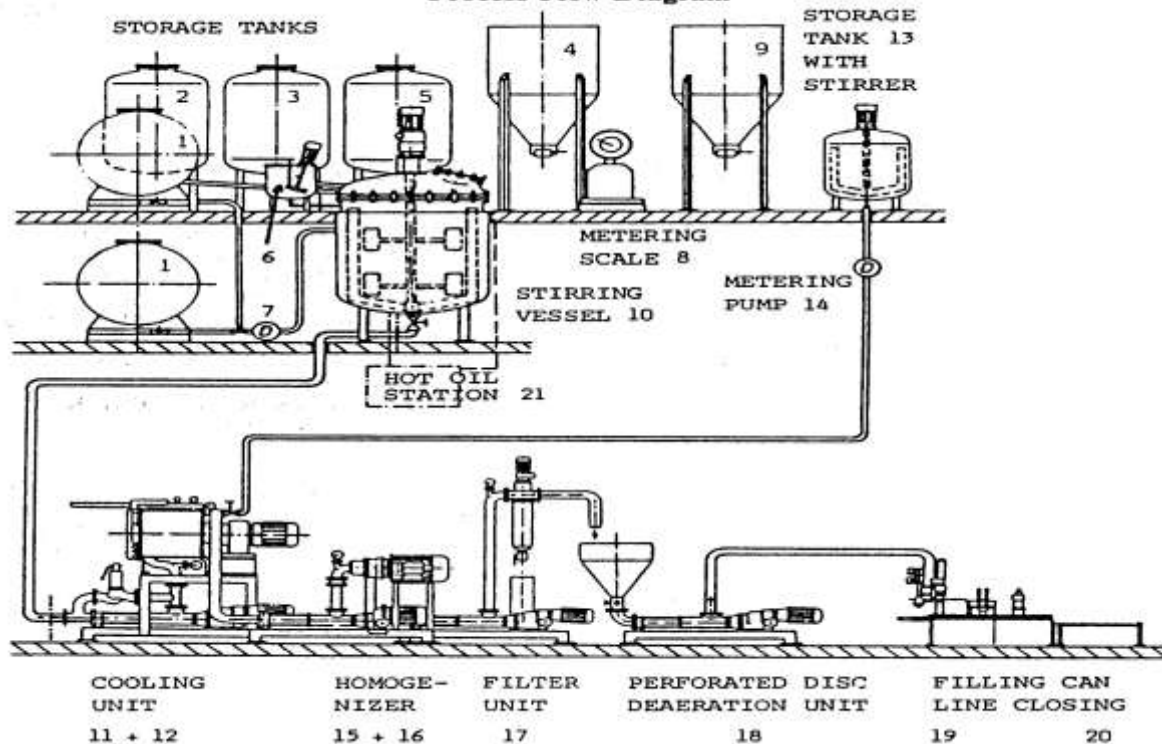 STORAGE TANKS
STORAGE
TANK 13
WITH
STIRRER
2
3
5
4
9
1
6
METERING
SCALE 8
1
7
STIRRING
VESSEL 10
METERING
PUMP 14
HOT OIL
STATION 21
COOLING
UNIT
11 + 12
HOMOGE-
NIZER
15 + 16
FILTER
UNIT
17
PERFORATED DISC
DEAERATION UNIT
18
FILLING CAN
LINE CLOSING
19 20